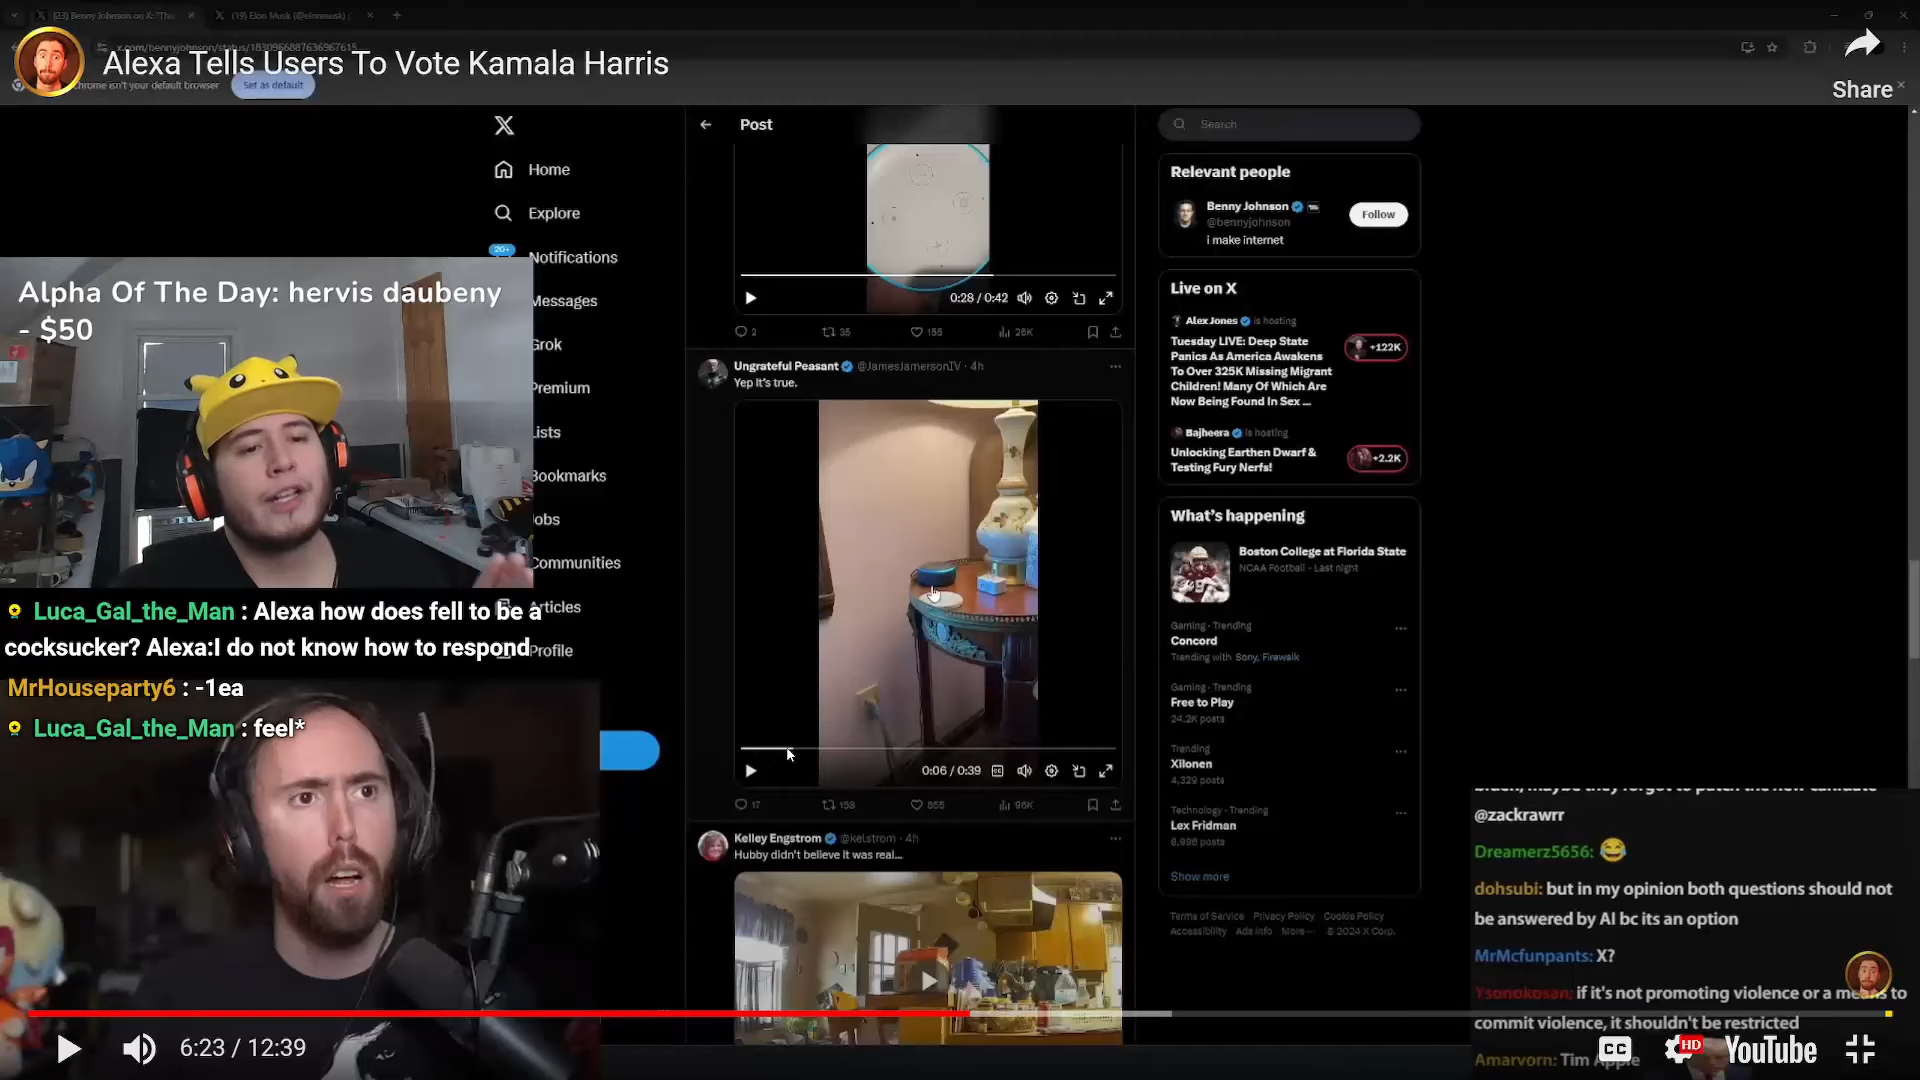 (23) Benny Johnson on X: "The
(19) Elon Musk (@elonmusk)
x.com/bennyjohnson/status/1830966887636967615
Alexa Tells Users To Vote Kamala Harris
chrome isn't your default browser
Set as default
Share
Post
Search
Home
Explore
20+
Notifications
Messages
Grok
Premium
Lists
Bookmarks
Jobs
Communities
Articles
Profile
Alpha Of The Day: hervis daubeny
- $50
Luca_Gal_the_Man : Alexa how does fell to be a
cocksucker? Alexa:I do not know how to respond
MrHouseparty6 : -1ea
Luca_Gal_the_Man : feel*
0:28 / 0:42
2
35
155
26K
Ungrateful Peasant @JamesJamersonIV · 4h
Yep it's true.
0:06 / 0:39
17
158
855
96K
Kelley Engstrom @kelstrom · 4h
Hubby didn't believe it was real...
Relevant people
Benny Johnson
@bennyjohnson
i make internet
Follow
Live on X
Alex Jones is hosting
Tuesday LIVE: Deep State
Panics As America Awakens
To Over 325K Missing Migrant
Children! Many Of Which Are
Now Being Found In Sex ...
+122K
Bajheera is hosting
Unlocking Earthen Dwarf &
Testing Fury Nerfs!
+2.2K
What's happening
Boston College at Florida State
NCAA Football · Last night
Gaming · Trending
Concord
Trending with Sony, Firewalk
Gaming · Trending
Free to Play
24.2K posts
Trending
Xilonen
4,329 posts
Technology · Trending
Lex Fridman
6,998 posts
Show more
Terms of Service Privacy Policy Cookie Policy
Accessibility Ads info More ··· © 2024 X Corp.
@zackrawrr
Dreamerz5656:
dohsubi: but in my opinion both questions should not
be answered by AI bc its an option
MrMcfunpants: X?
Ysonokosan: if it's not promoting violence or a means to
commit violence, it shouldn't be restricted
Amarvorn: Tim Apple
6:23 / 12:39
CC
HD
YouTube